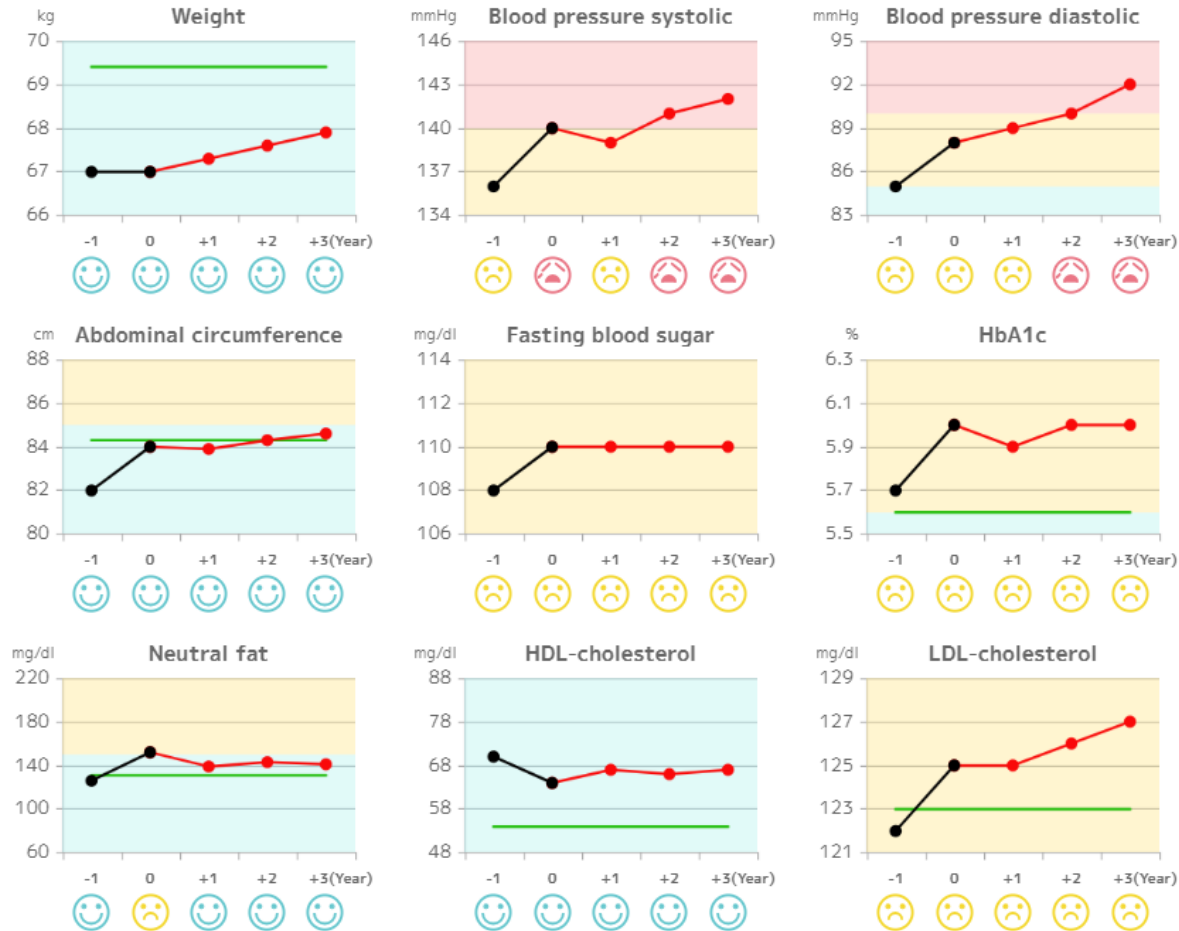 kg Weight
70
69
68
67
66
-1 0 +1 +2 +3(Year)
mmHg Blood pressure systolic
146
143
140
137
134
-1 0 +1 +2 +3(Year)
mmHg Blood pressure diastolic
95
92
89
86
83
-1 0 +1 +2 +3(Year)
cm Abdominal circumference
88
86
84
82
80
-1 0 +1 +2 +3(Year)
mg/dl Fasting blood sugar
114
112
110
108
106
-1 0 +1 +2 +3(Year)
% HbA1c
6.3
6.1
5.9
5.7
5.5
-1 0 +1 +2 +3(Year)
mg/dl Neutral fat
220
180
140
100
60
-1 0 +1 +2 +3(Year)
mg/dl HDL-cholesterol
88
78
68
58
48
-1 0 +1 +2 +3(Year)
mg/dl LDL-cholesterol
129
127
125
123
121
-1 0 +1 +2 +3(Year)